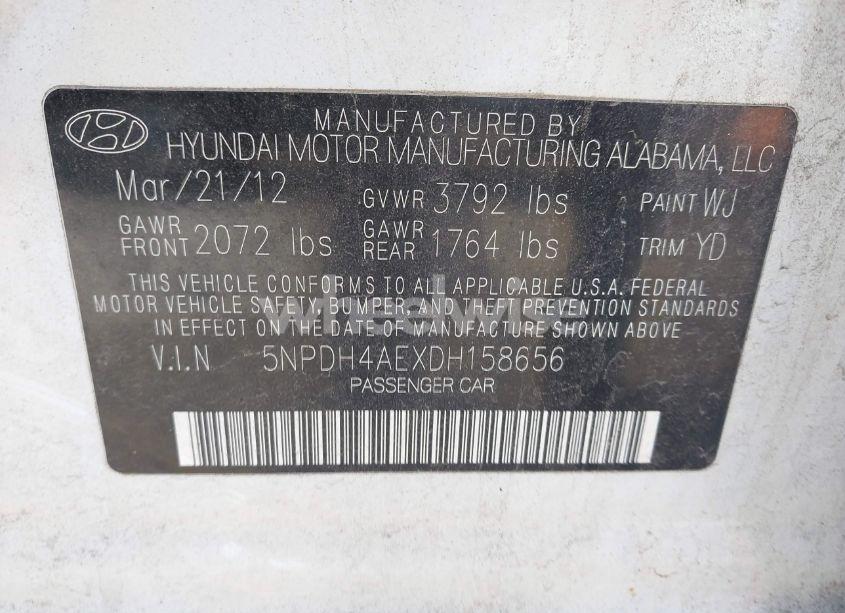 MANUFACTURED BY
HYUNDAI MOTOR MANUFACTURING ALABAMA, LLC
Mar/21/12 GVWR 3792 lbs PAINT WJ
GAWR FRONT 2072 lbs GAWR REAR 1764 lbs TRIM YD
THIS VEHICLE CONFORMS TO ALL APPLICABLE U.S.A. FEDERAL
MOTOR VEHICLE SAFETY, BUMPER, AND THEFT PREVENTION STANDARDS
IN EFFECT ON THE DATE OF MANUFACTURE SHOWN ABOVE
V.I.N 5NPDH4AEXDH158656
PASSENGER CAR